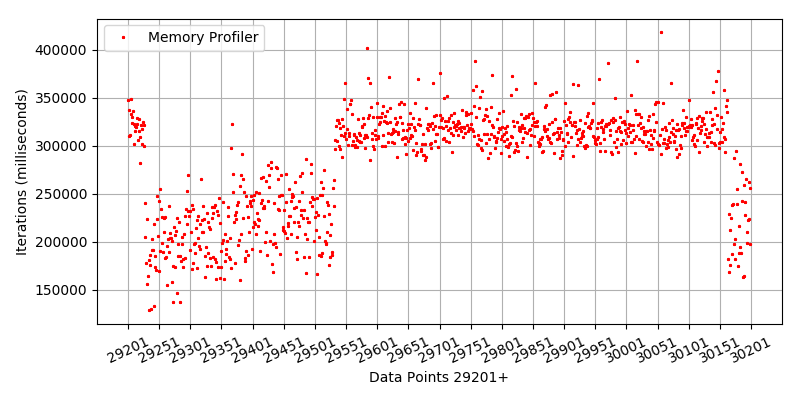 Memory Profiler
400000
350000
300000
250000
200000
150000
Iterations (milliseconds)
29201 29251 29301 29351 29401 29451 29501 29551 29601 29651 29701 29751 29801 29851 29901 29951 30001 30051 30101 30151 30201
Data Points 29201+